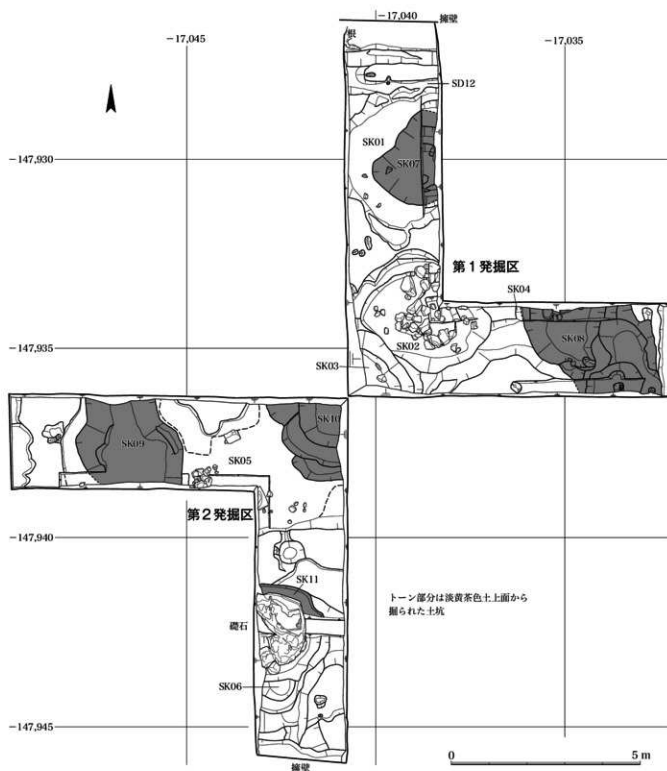 −17,040
擁壁
−17,045
−17,035
根
SD12
SK01
−147,930
SK07
第1発掘区
SK04
SK02
SK08
−147,935
SK03
SK10
SK09
SK05
第2発掘区
−147,940
SK11
トーン部分は淡黄茶色土上面から
掘られた土坑
礎石
SK06
−147,945
0
5 m
擁壁